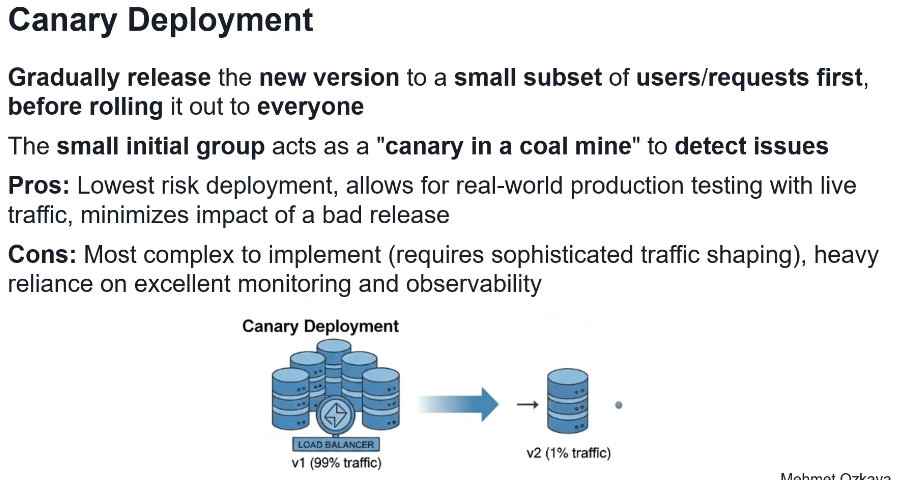 Canary Deployment
Gradually release the new version to a small subset of users/requests first,
before rolling it out to everyone
The small initial group acts as a "canary in a coal mine" to detect issues
Pros: Lowest risk deployment, allows for real-world production testing with live
traffic, minimizes impact of a bad release
Cons: Most complex to implement (requires sophisticated traffic shaping), heavy
reliance on excellent monitoring and observability
Canary Deployment
LOAD BALANCER
v1 (99% traffic)
v2 (1% traffic)
Mehmet Ozkaya